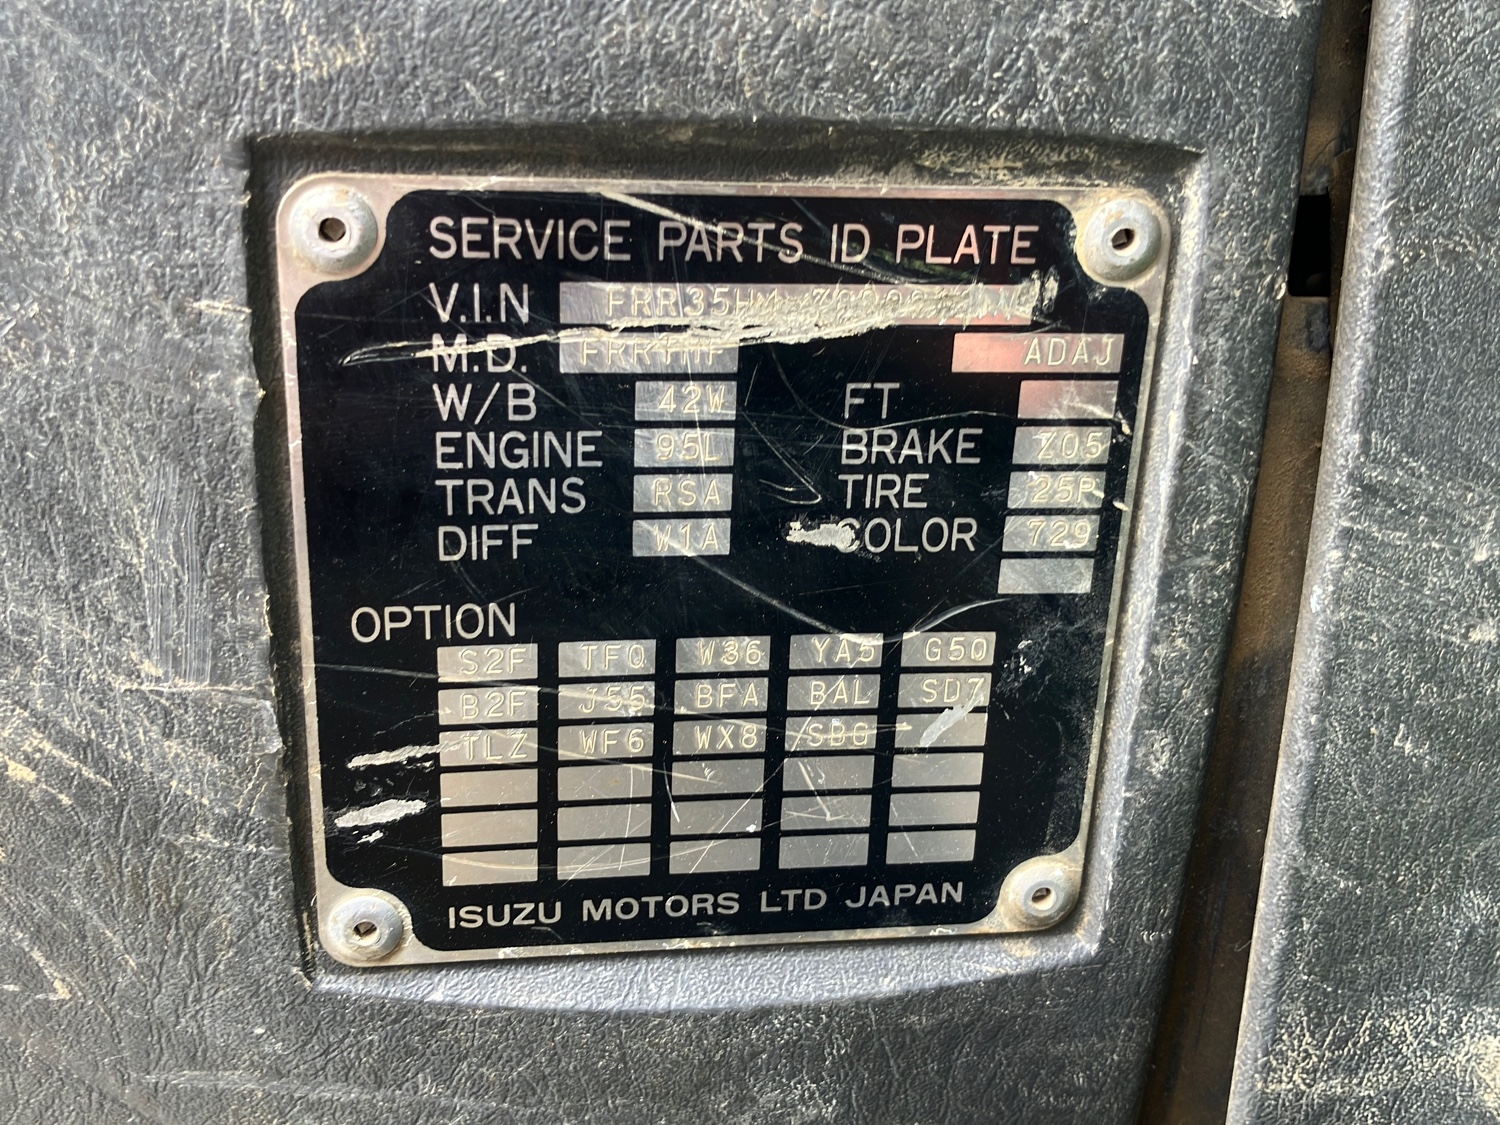 SERVICE PARTS ID PLATE
V.I.N
M.D. ADAJ
W/B 42W FT
ENGINE 95L BRAKE Z05
TRANS RSA TIRE 25P
DIFF W1A COLOR 729
OPTION
S2F TFQ W36 YA5 G50
B2F J55 BFA BAL SD7
TLZ WF6 WX8 SBG
ISUZU MOTORS LTD JAPAN